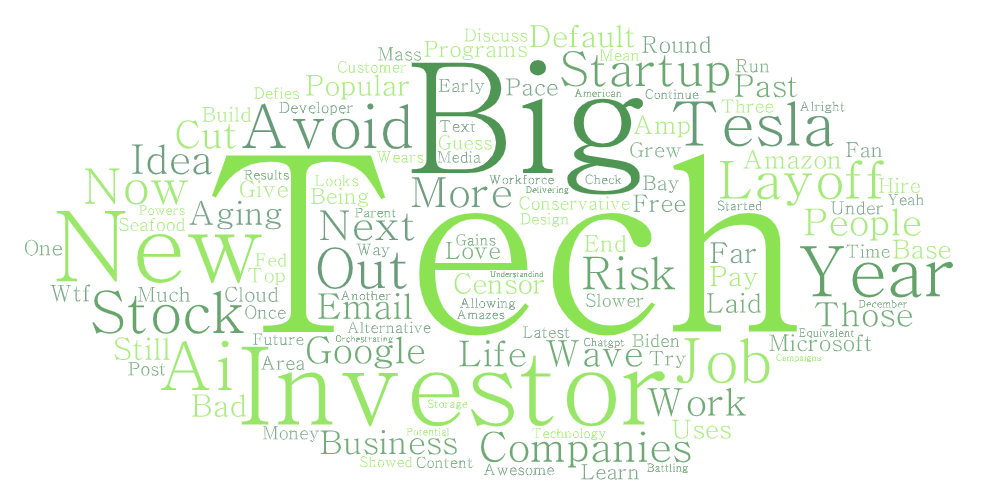 Discuss
Default
Mass
Programs
Mean
Round
Customer
Startup
Run
Popular
Big
Early
Pace
American
Continue
Past
Defies
Developer
Three
Alright
Build
Avoid
Text
Amp
Tesla
Cut
Guess
Idea
Wears
Media
Grew
Amazon
Fan
Now
Results
Give
Looks
Being
More
Workforce
Delivering
Check
Bay
Layoff
Hire
Yeah
Powers
Seafood
Aging
Parent
Next
Tech
Conservative
Design
Free
Started
Under
People
One
New
Way
Gains
Love
End
Far
Time
Base
Fed
Top
Out
Understanding
Censor
Risk
Pay
Year
Wtf
Much
Cloud
Another
Email
Allowing
Amazes
Slower
Laid
December
Stock
Once
Those
Alternative
Latest
Equivalent
Still
Future
Orchestrating
Chatgpt
Biden
Microsoft
Post
Ai
Area
Google
Life
Wave
Try
Job
Campaigns
Bad
Investor
Storage
Work
Money
Business
Potential
Technology
Uses
Companies
Showed
Content
Awesome
Learn
Battling